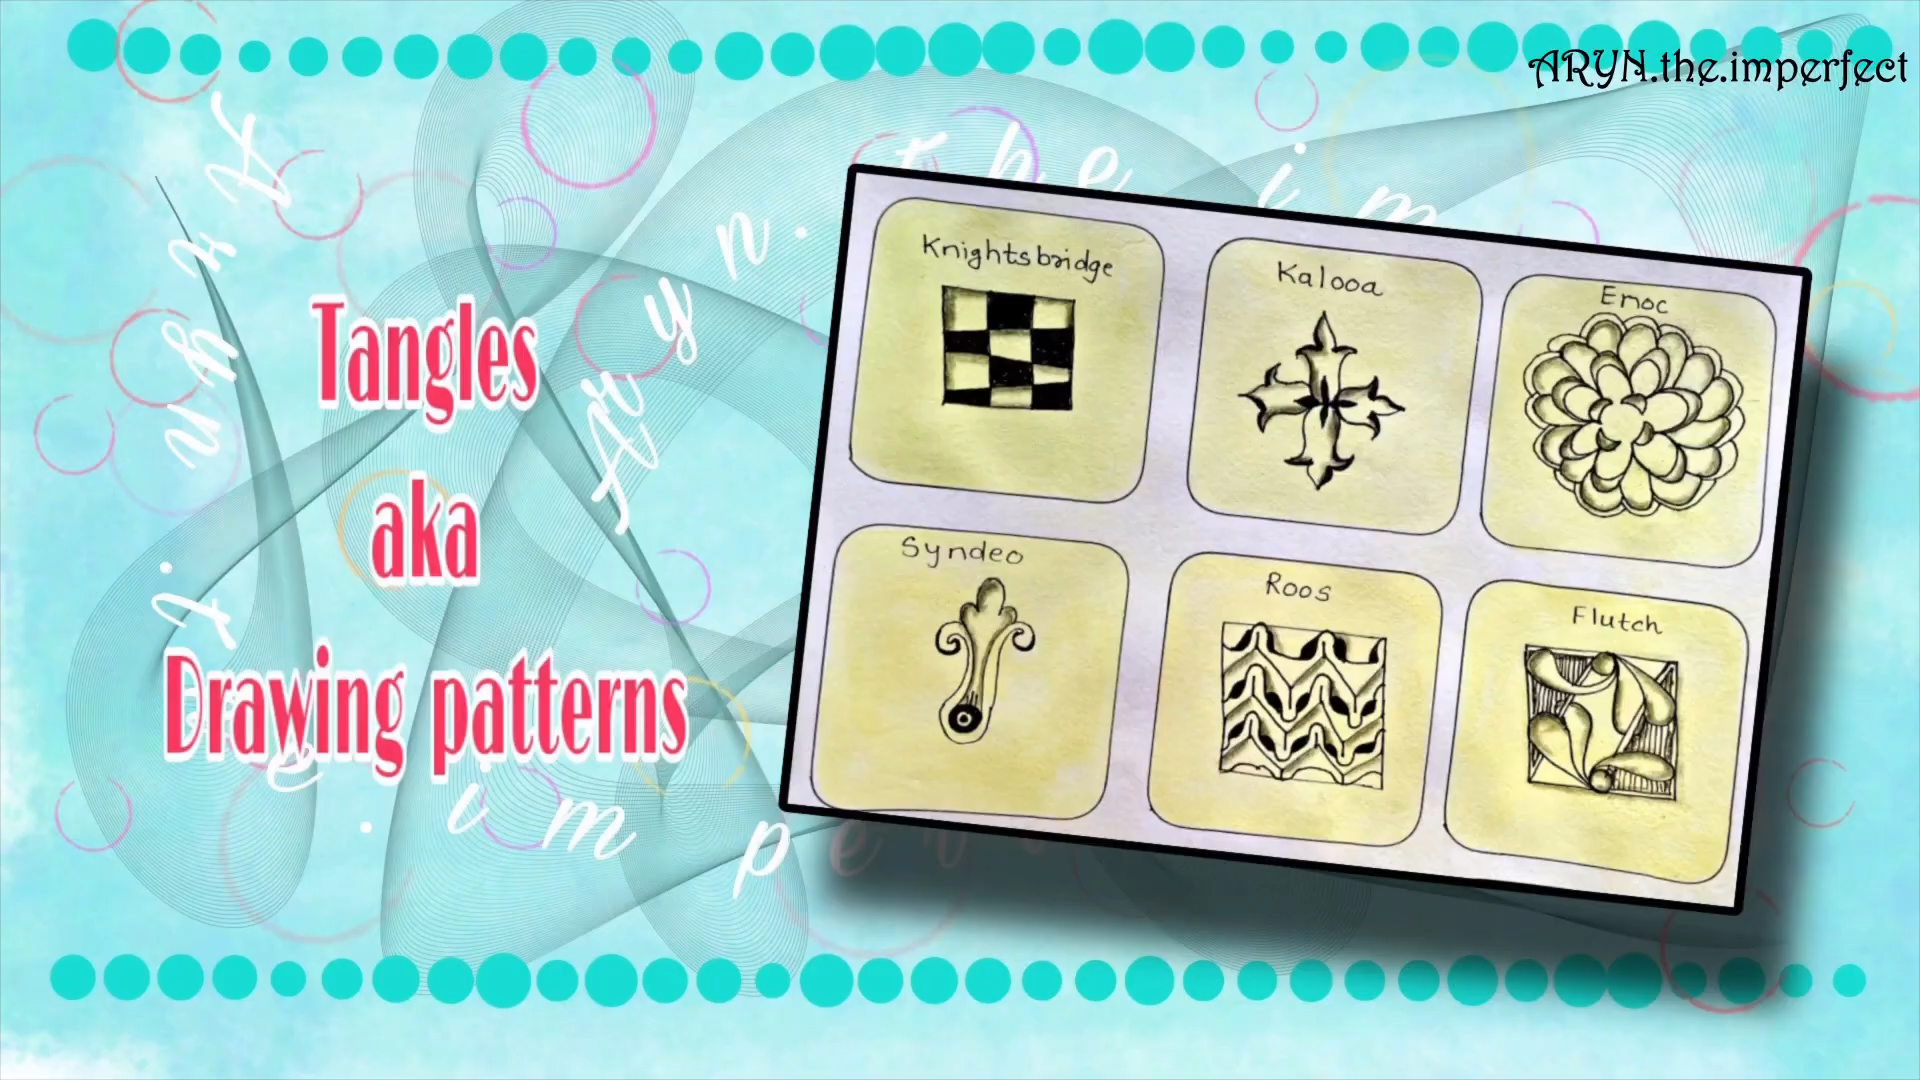 ARYN.the.imperfect
Tangles
aka
Drawing patterns
Knightsbridge
Kalooa
Enoc
Syndeo
Roos
Flutch